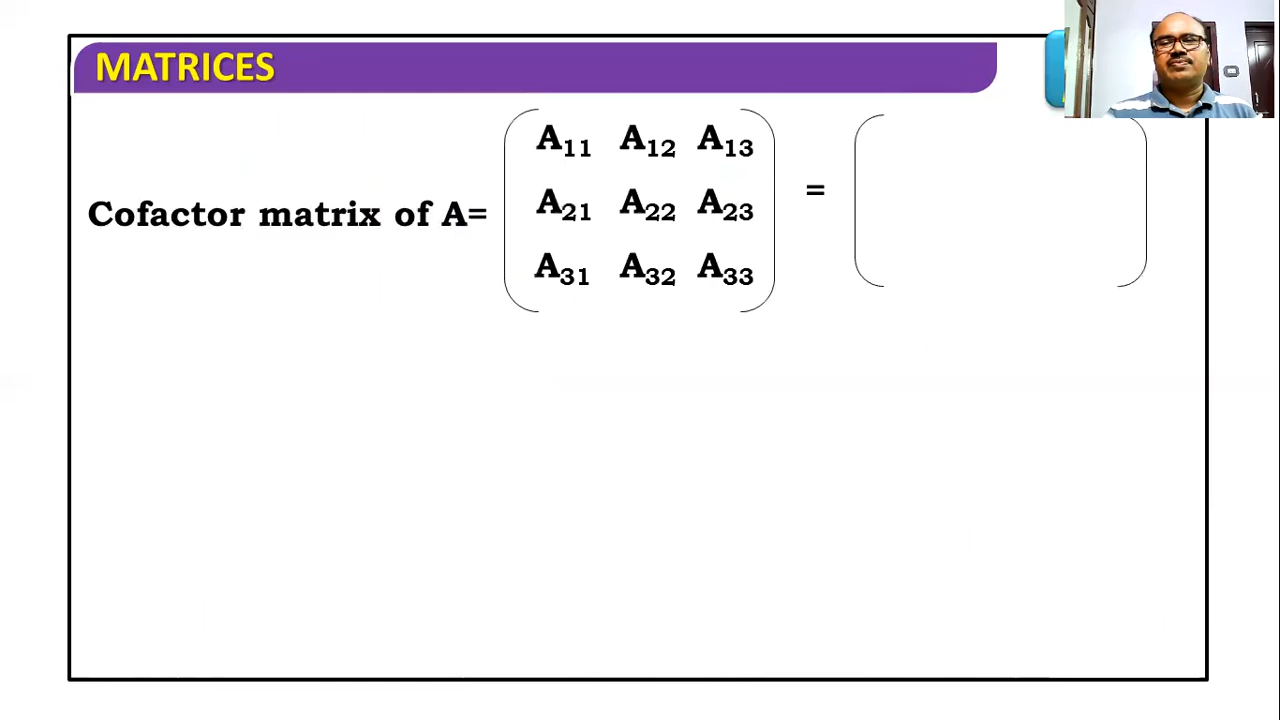 MATRICES
A₁₁ A₁₂ A₁₃
Cofactor matrix of A= A₂₁ A₂₂ A₂₃ =
A₃₁ A₃₂ A₃₃